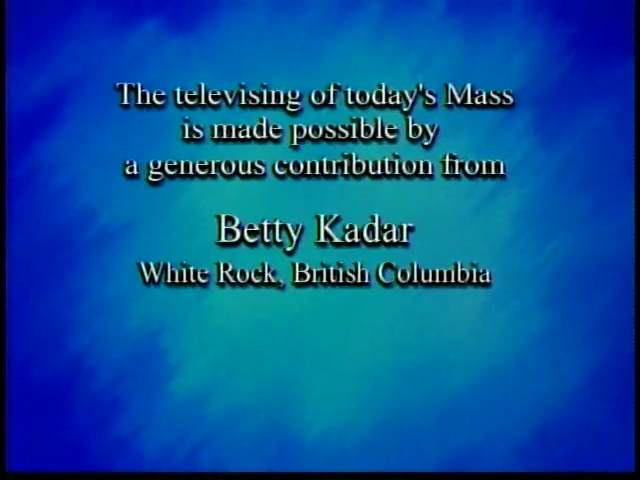 The televising of today's Mass
is made possible by
a generous contribution from
Betty Kadar
White Rock, British Columbia